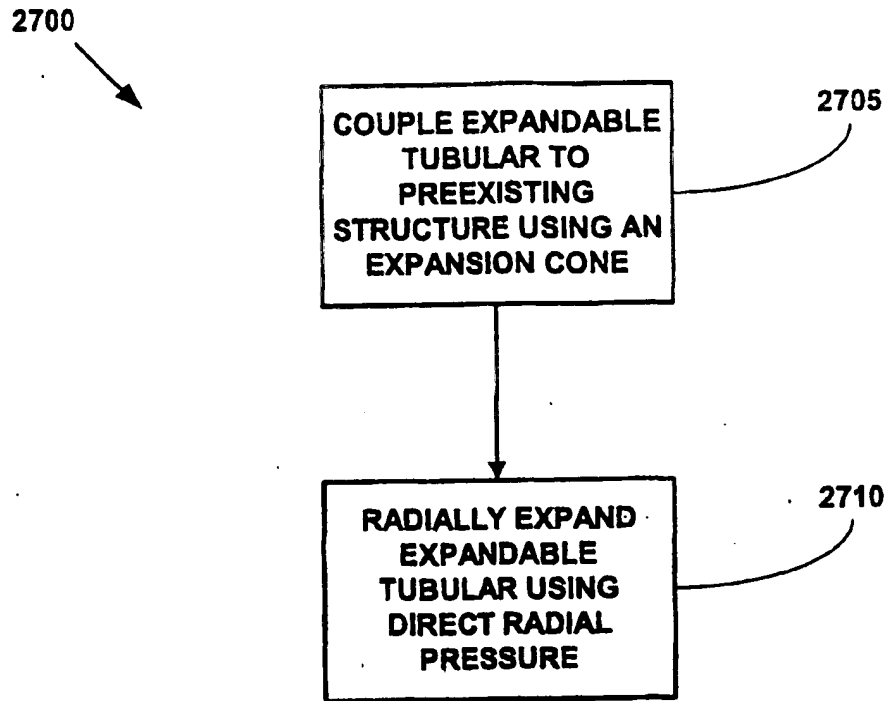 2700
COUPLE EXPANDABLE
TUBULAR TO
PREEXISTING
STRUCTURE USING AN
EXPANSION CONE
2705
RADIALLY EXPAND
EXPANDABLE
TUBULAR USING
DIRECT RADIAL
PRESSURE
2710